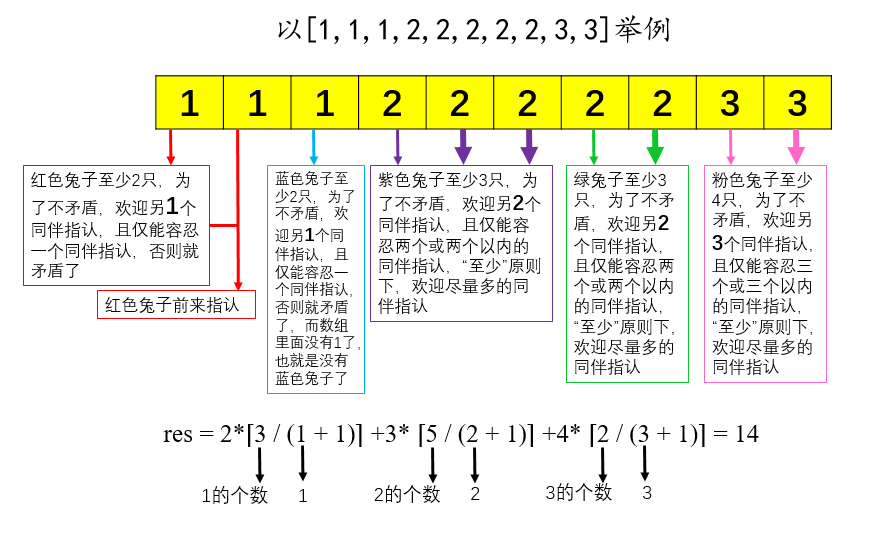 以[1,1,1,2,2,2,2,2,3,3]举例
1 1 1 2 2 2 2 2 3 3
红色兔子至少2只，为
了不矛盾，欢迎另1个
同伴指认，且仅能容忍
一个同伴指认，否则就
矛盾了
红色兔子前来指认
蓝色兔子至
少2只，为了
不矛盾，欢
迎另1个同
伴指认，且
仅能容忍一
个同伴指认，
否则就矛盾
了，而数组
里面没有1了，
也就是没有
蓝色兔子了
紫色兔子至少3只，为
了不矛盾，欢迎另2个
同伴指认，且仅能容
忍两个或两个以内的
同伴指认，“至少”原则
下，欢迎尽量多的同
伴指认
绿兔子至少3
只，为了不矛
盾，欢迎另2
个同伴指认，
且仅能容忍两
个或两个以内
的同伴指认，
“至少”原则下，
欢迎尽量多的
同伴指认
粉色兔子至少
4只，为了不
矛盾，欢迎另
3个同伴指认，
且仅能容忍三
个或三个以内
的同伴指认，
“至少”原则下，
欢迎尽量多的
同伴指认
res = 2*⌈3 / (1 + 1)⌉ +3* ⌈5 / (2 + 1)⌉ +4* ⌈2 / (3 + 1)⌉ = 14
1的个数 1 2的个数 2 3的个数 3